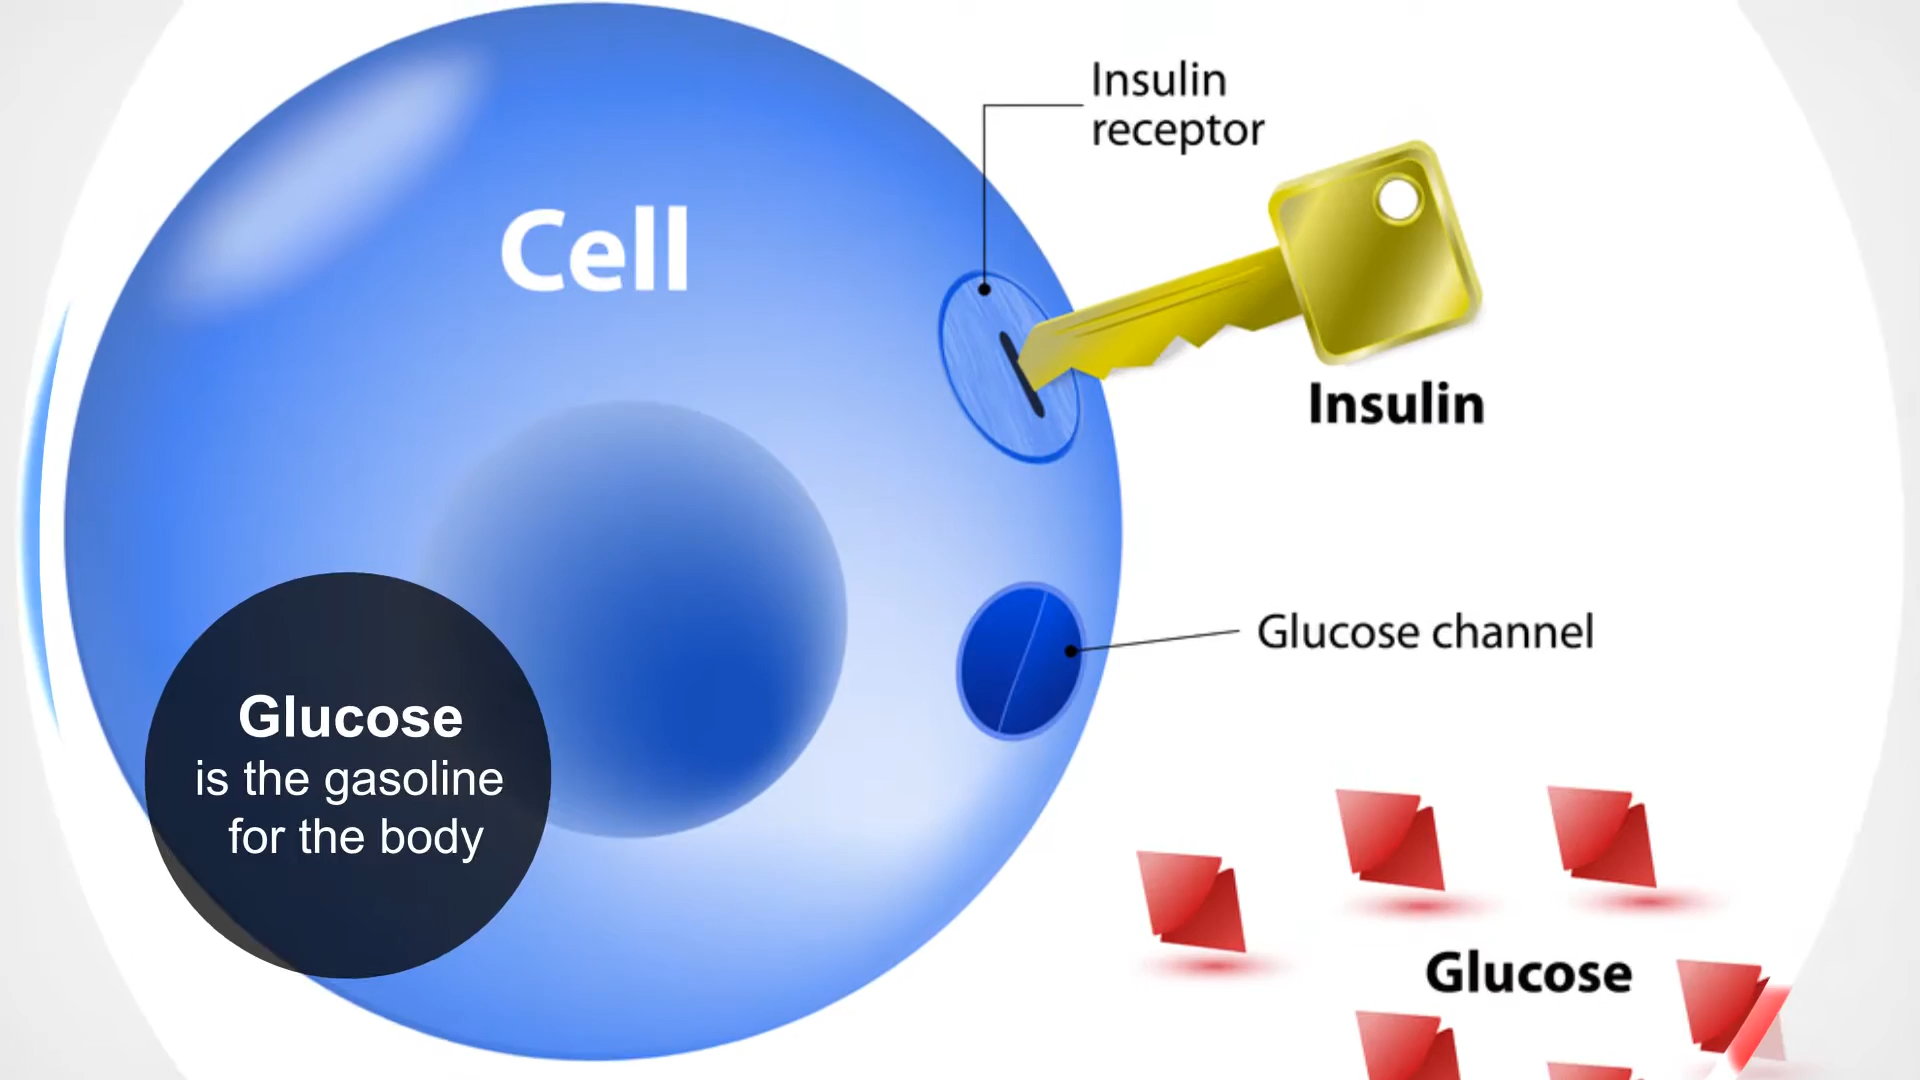 Insulin
receptor
Cell
Insulin
Glucose channel
Glucose
is the gasoline
for the body
Glucose